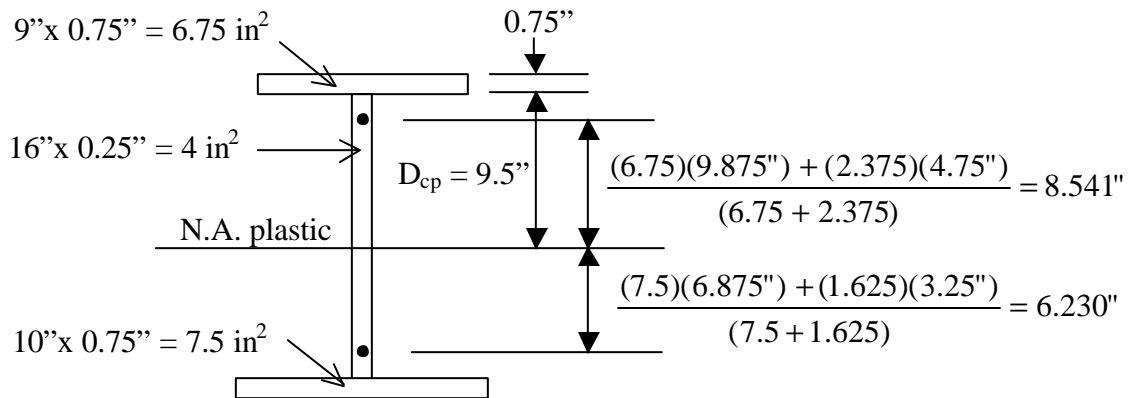 9”x 0.75” = 6.75 in²
0.75”
16”x 0.25” = 4 in²
D_cp = 9.5”
(6.75)(9.875") + (2.375)(4.75") / (6.75 + 2.375) = 8.541"
N.A. plastic
(7.5)(6.875") + (1.625)(3.25") / (7.5 + 1.625) = 6.230"
10”x 0.75” = 7.5 in²